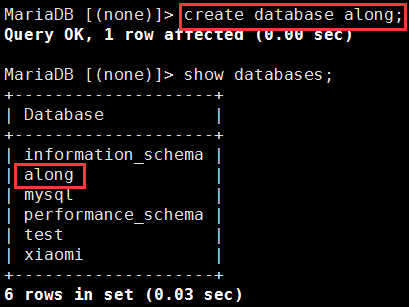 MariaDB [(none)]> create database along;
Query OK, 1 row affected (0.00 sec)
MariaDB [(none)]> show databases;
+--------------------+
| Database           |
+--------------------+
| information_schema |
| along              |
| mysql              |
| performance_schema |
| test               |
| xiaomi             |
+--------------------+
6 rows in set (0.03 sec)